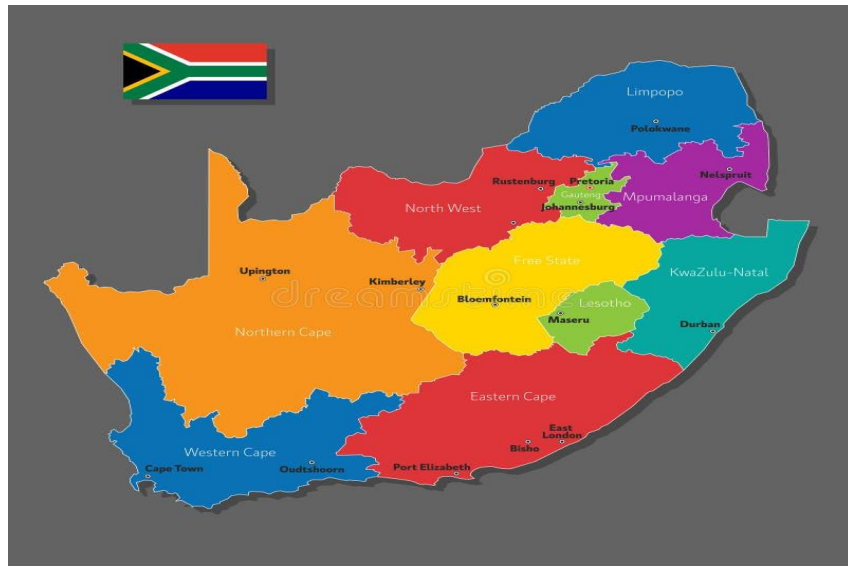 Limpopo
Polokwane
Nelspruit
Mpumalanga
Rustenburg
Pretoria
Gauteng
Johannesburg
North West
Free State
KwaZulu-Natal
Upington
Kimberley
dreamstime
Bloemfontein
Lesotho
Maseru
Durban
Northern Cape
Eastern Cape
East
London
Bisho
Western Cape
Cape Town
Oudtshoorn
Port Elizabeth